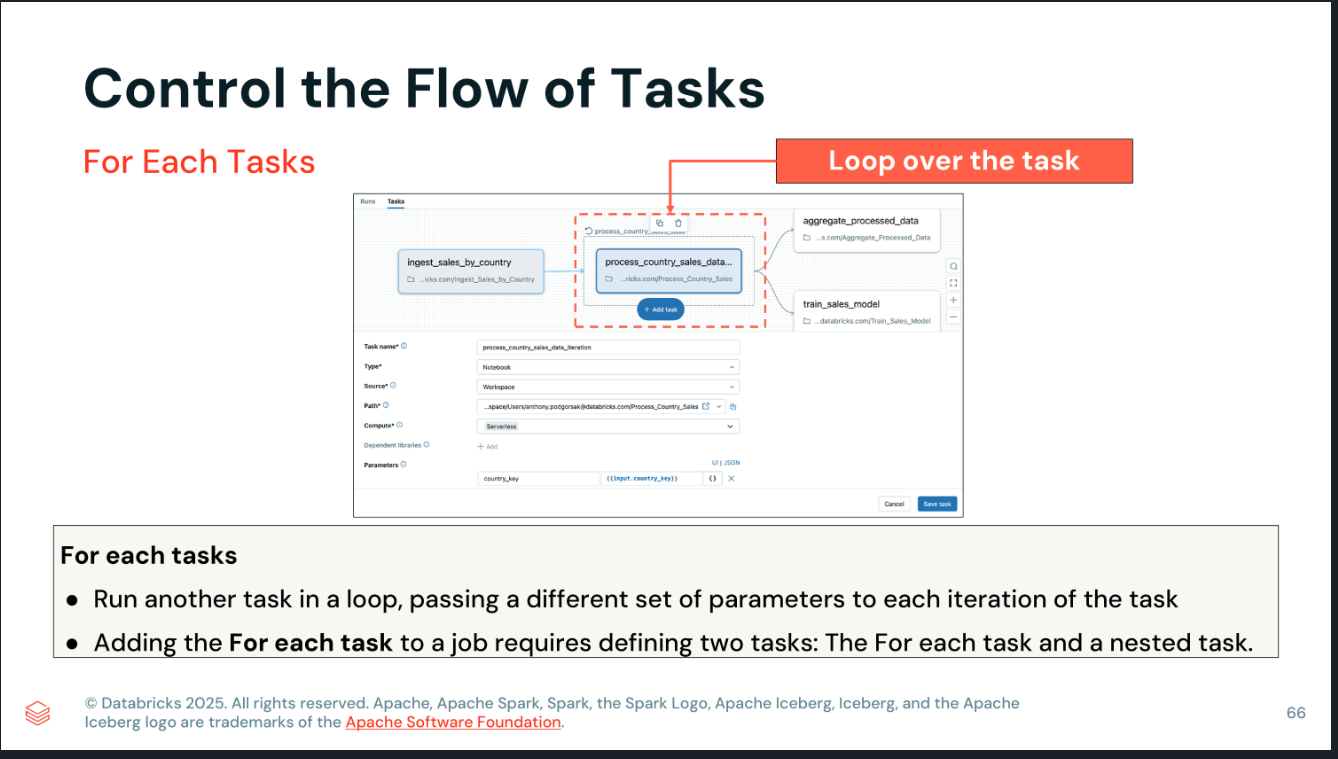 Control the Flow of Tasks
For Each Tasks
Loop over the task
Runs Tasks
ingest_sales_by_country
...icks.com/Ingest_Sales_by_Country
process_country_sales_data...
...ricks.com/Process_Country_Sales
+ Add task
aggregate_processed_data
...s.com/Aggregate_Processed_Data
train_sales_model
...databricks.com/Train_Sales_Model
Task name* process_country_sales_data_iteration
Type* Notebook
Source* Workspace
Path* ...space/Users/anthony.podgorsak@databricks.com/Process_Country_Sales
Compute* Serverless
Dependent libraries + Add
Parameters UI | JSON
country_key {{input.country_key}} {}
Cancel Save task
For each tasks
● Run another task in a loop, passing a different set of parameters to each iteration of the task
● Adding the For each task to a job requires defining two tasks: The For each task and a nested task.
© Databricks 2025. All rights reserved. Apache, Apache Spark, Spark, the Spark Logo, Apache Iceberg, Iceberg, and the Apache
Iceberg logo are trademarks of the Apache Software Foundation.
66